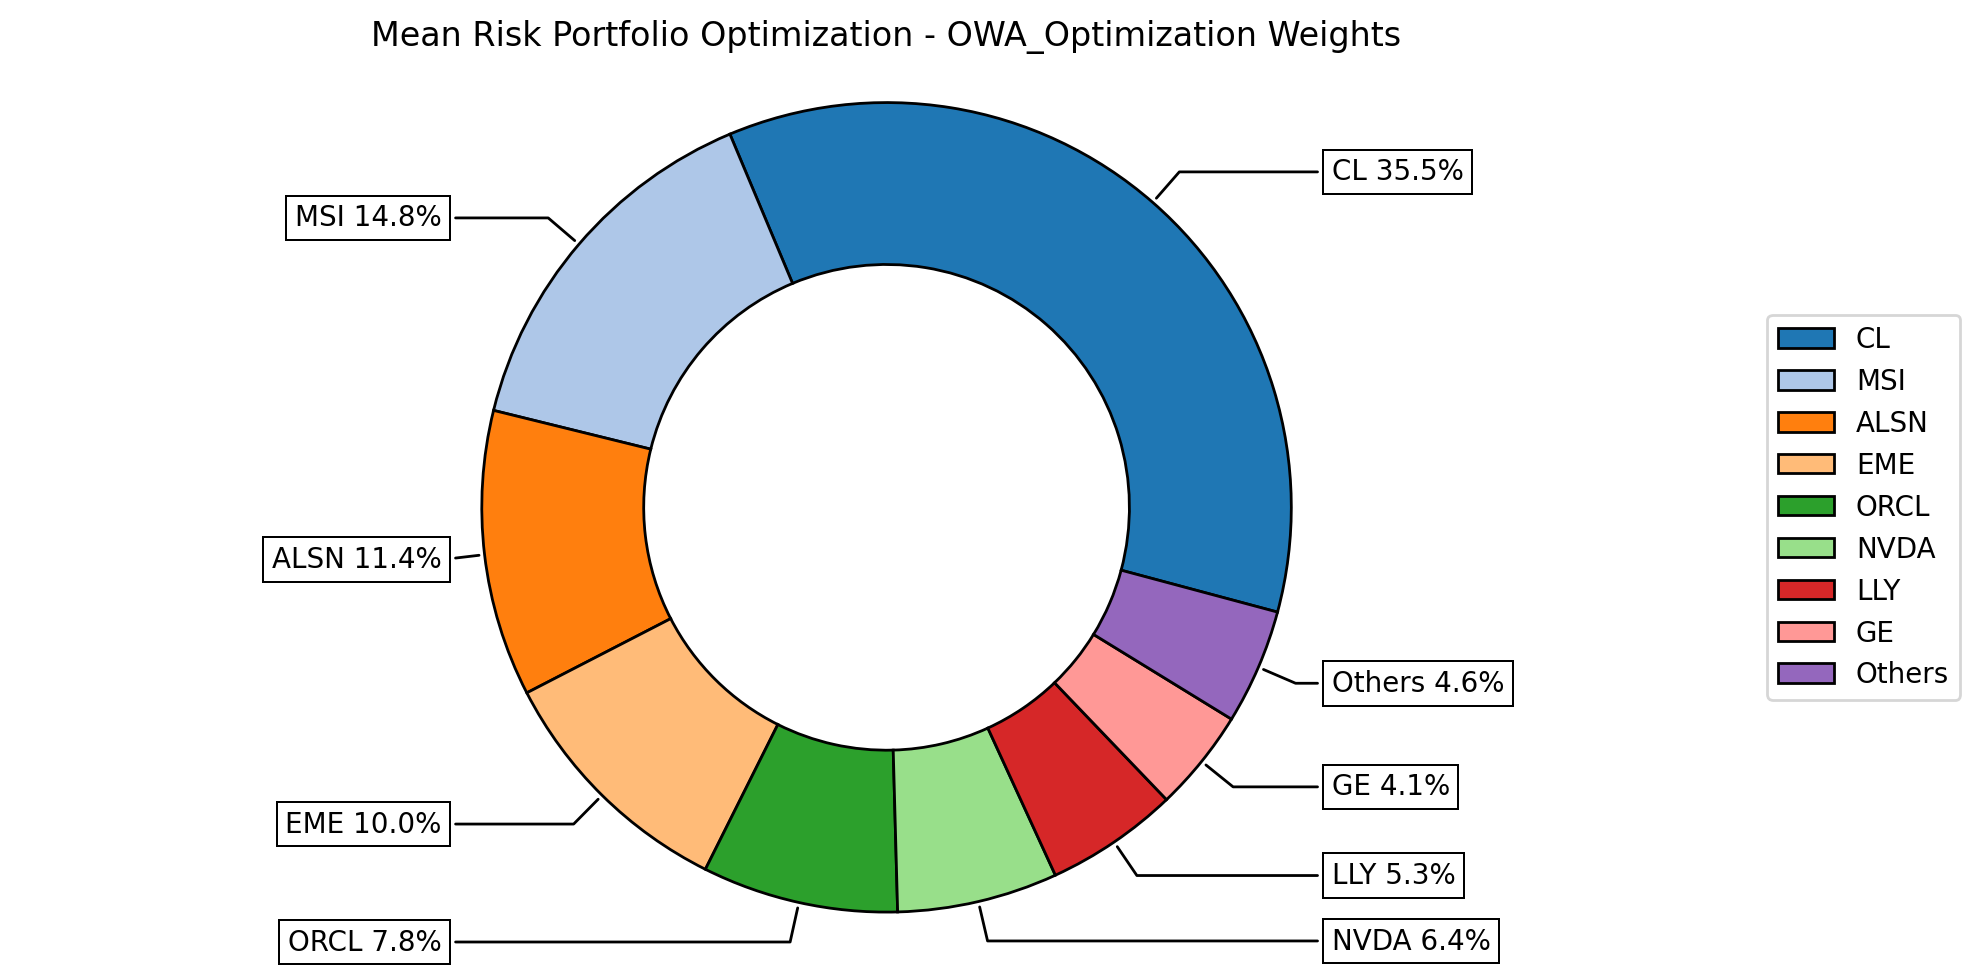 Mean Risk Portfolio Optimization - OWA_Optimization Weights
CL 35.5%
MSI 14.8%
ALSN 11.4%
EME 10.0%
ORCL 7.8%
NVDA 6.4%
LLY 5.3%
GE 4.1%
Others 4.6%
CL
MSI
ALSN
EME
ORCL
NVDA
LLY
GE
Others